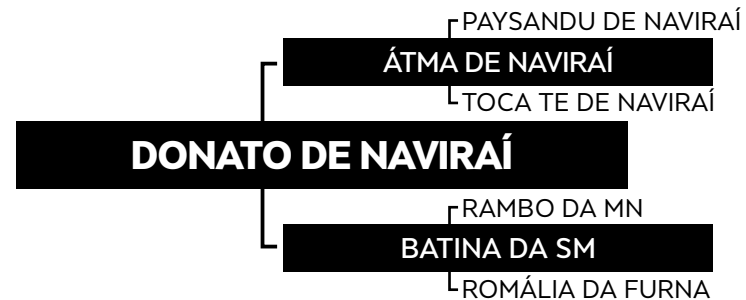 PAYSANDU DE NAVIRAÍ
ÁTMA DE NAVIRAÍ
TOCA TE DE NAVIRAÍ
DONATO DE NAVIRAÍ
RAMBO DA MN
BATINA DA SM
ROMÁLIA DA FURNA